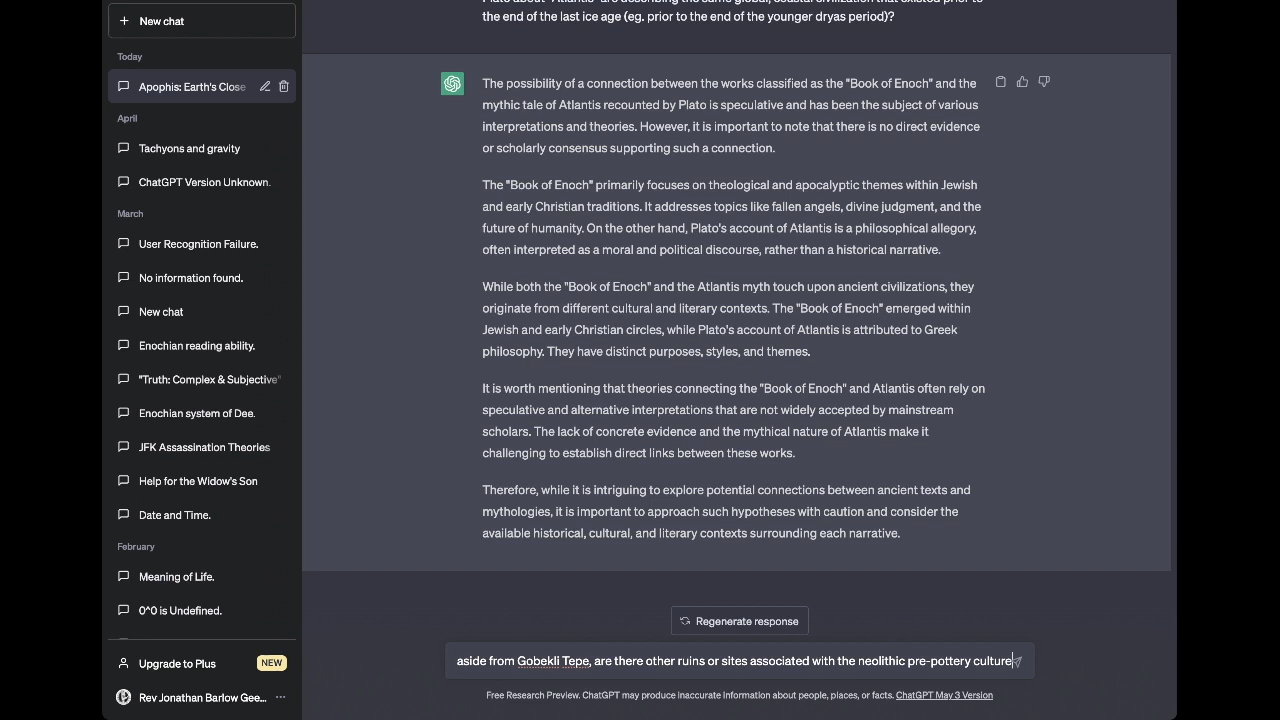 New chat
Today
Apophis: Earth's Close
April
Tachyons and gravity
ChatGPT Version Unknown.
March
User Recognition Failure.
No information found.
New chat
Enochian reading ability.
"Truth: Complex & Subjective"
Enochian system of Dee.
JFK Assassination Theories
Help for the Widow's Son
Date and Time.
February
Meaning of Life.
0^0 is Undefined.
Upgrade to Plus
NEW
Rev Jonathan Barlow Gee...
the end of the last ice age (eg. prior to the end of the younger dryas period)?
The possibility of a connection between the works classified as the "Book of Enoch" and the
mythic tale of Atlantis recounted by Plato is speculative and has been the subject of various
interpretations and theories. However, it is important to note that there is no direct evidence
or scholarly consensus supporting such a connection.
The "Book of Enoch" primarily focuses on theological and apocalyptic themes within Jewish
and early Christian traditions. It addresses topics like fallen angels, divine judgment, and the
future of humanity. On the other hand, Plato's account of Atlantis is a philosophical allegory,
often interpreted as a moral and political discourse, rather than a historical narrative.
While both the "Book of Enoch" and the Atlantis myth touch upon ancient civilizations, they
originate from different cultural and literary contexts. The "Book of Enoch" emerged within
Jewish and early Christian circles, while Plato's account of Atlantis is attributed to Greek
philosophy. They have distinct purposes, styles, and themes.
It is worth mentioning that theories connecting the "Book of Enoch" and Atlantis often rely on
speculative and alternative interpretations that are not widely accepted by mainstream
scholars. The lack of concrete evidence and the mythical nature of Atlantis make it
challenging to establish direct links between these works.
Therefore, while it is intriguing to explore potential connections between ancient texts and
mythologies, it is important to approach such hypotheses with caution and consider the
available historical, cultural, and literary contexts surrounding each narrative.
Regenerate response
aside from Gobekli Tepe, are there other ruins or sites associated with the neolithic pre-pottery culture
Free Research Preview. ChatGPT may produce inaccurate information about people, places, or facts. ChatGPT May 3 Version